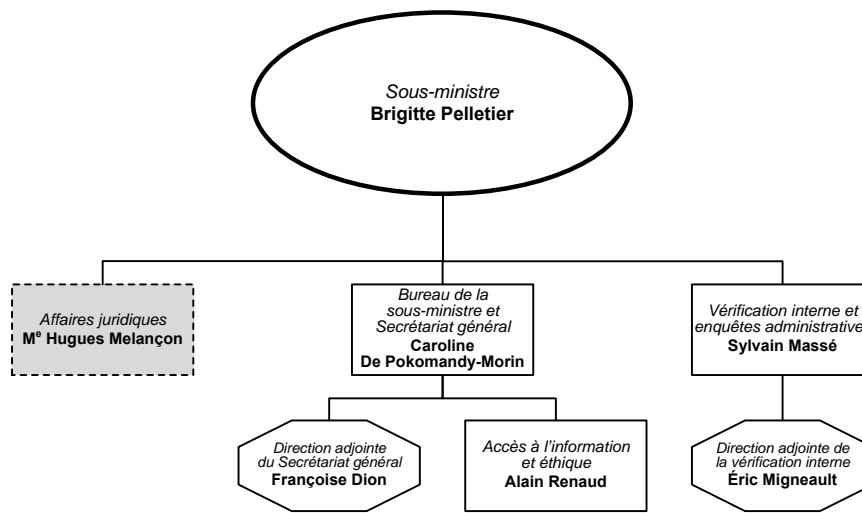 Sous-ministre
Brigitte Pelletier
Affaires juridiques
Me Hugues Melançon
Bureau de la
sous-ministre et
Secrétariat général
Caroline
De Pokomandy-Morin
Vérification interne et
enquêtes administrative
Sylvain Massé
Direction adjointe
du Secrétariat général
Françoise Dion
Accès à l'information
et éthique
Alain Renaud
Direction adjointe de
la vérification interne
Éric Migneault